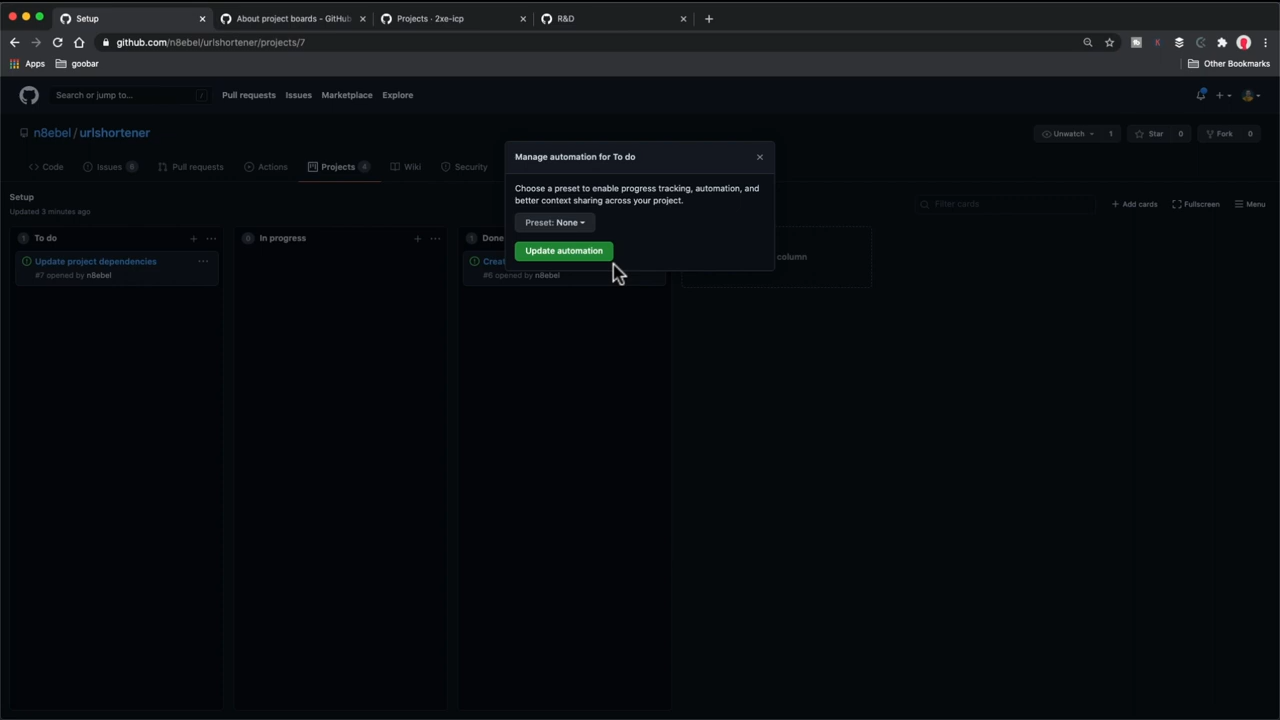 Setup
About project boards - GitHub
Projects · 2xe-icp
R&D
github.com/n8ebel/urlshortener/projects/7
Apps
goobar
Other Bookmarks
Search or jump to...
/
Pull requests
Issues
Marketplace
Explore
n8ebel / urlshortener
Unwatch
1
Star
0
Fork
0
Code
Issues
Pull requests
Actions
Projects
4
Wiki
Security
Setup
Updated 3 minutes ago
Filter cards
Add cards
Fullscreen
Menu
Manage automation for To do
Choose a preset to enable progress tracking, automation, and
better context sharing across your project.
Preset: None
Update automation
1
To do
Update project dependencies
#7 opened by n8ebel
0
In progress
1
Done
Creat
#6 opened by n8ebel
column